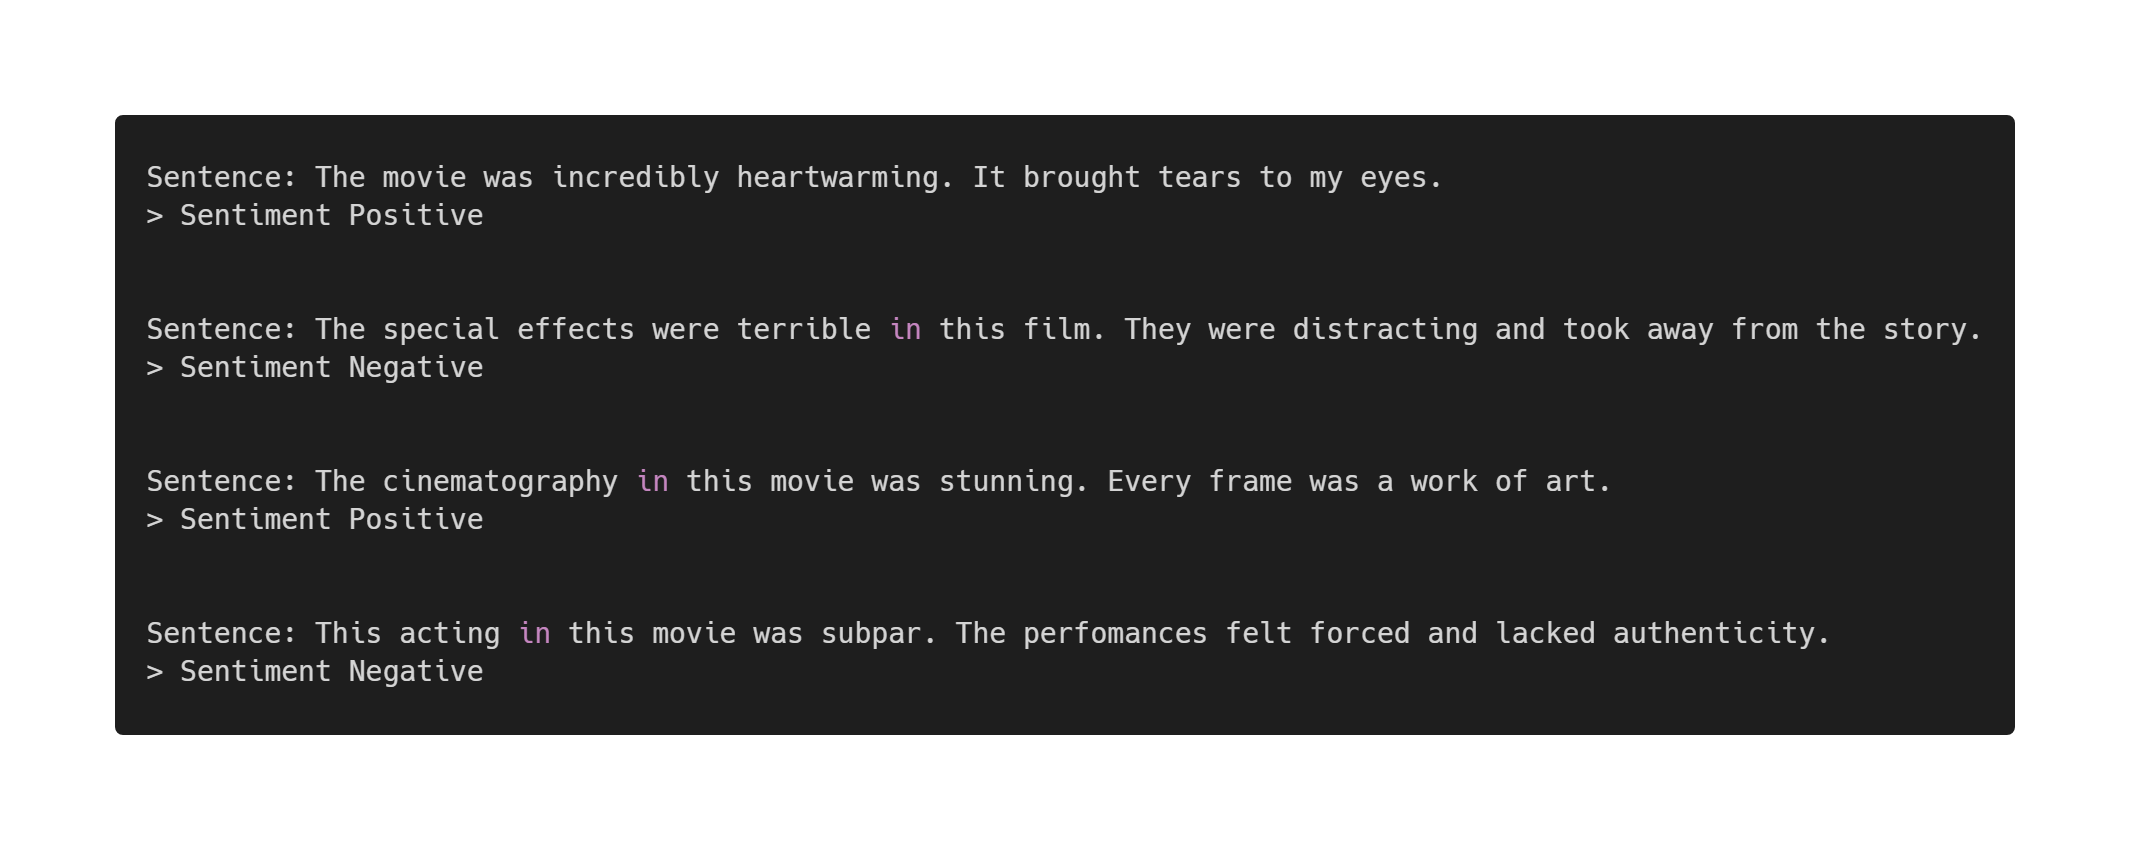 Sentence: The movie was incredibly heartwarming. It brought tears to my eyes.
> Sentiment Positive
Sentence: The special effects were terrible in this film. They were distracting and took away from the story.
> Sentiment Negative
Sentence: The cinematography in this movie was stunning. Every frame was a work of art.
> Sentiment Positive
Sentence: This acting in this movie was subpar. The perfomances felt forced and lacked authenticity.
> Sentiment Negative